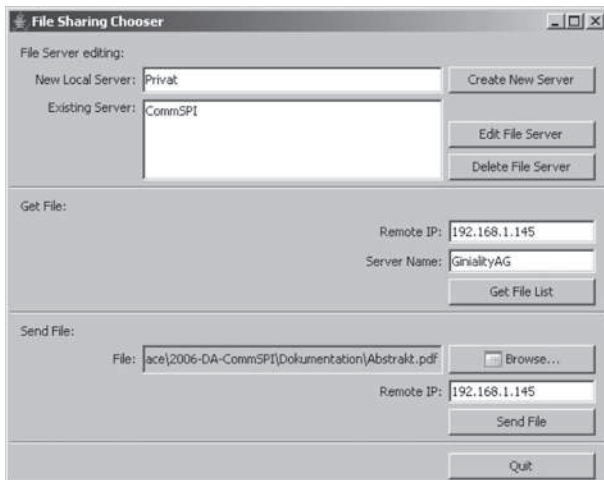 File Sharing Chooser
File Server editing:
New Local Server: Privat Create New Server
Existing Server: CommSPI
Edit File Server
Delete File Server
Get File:
Remote IP: 192.168.1.145
Server Name: GinialityAG
Get File List
Send File:
File: ace\2006-DA-CommSPI\Dokumentation\Abstrakt.pdf Browse...
Remote IP: 192.168.1.145
Send File
Quit